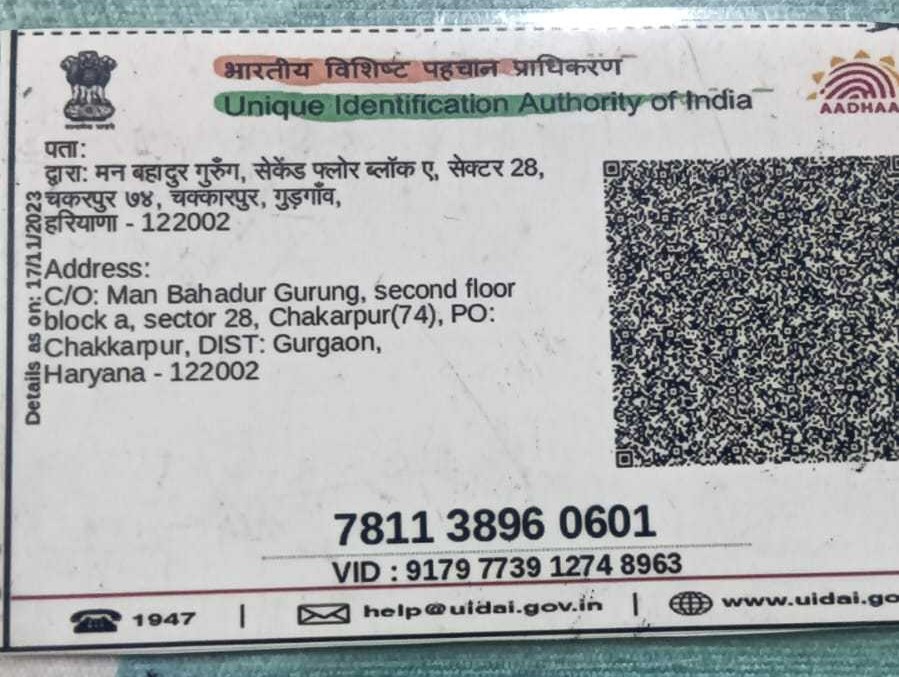 भारतीय विशिष्ट पहचान प्राधिकरण
Unique Identification Authority of India
AADHAA
पता:
द्वारा: मन बहादुर गुरुँग, सेकेंड फ्लोर ब्लॉक ए, सेक्टर 28,
चकरपुर ७४, चक्कारपुर, गुड़गाँव,
हरियाणा - 122002
Address:
C/O: Man Bahadur Gurung, second floor
block a, sector 28, Chakarpur(74), PO:
Chakkarpur, DIST: Gurgaon,
Haryana - 122002
Details as on: 17/11/2023
7811 3896 0601
VID : 9179 7739 1274 8963
1947 | help@uidai.gov.in | www.uidai.go